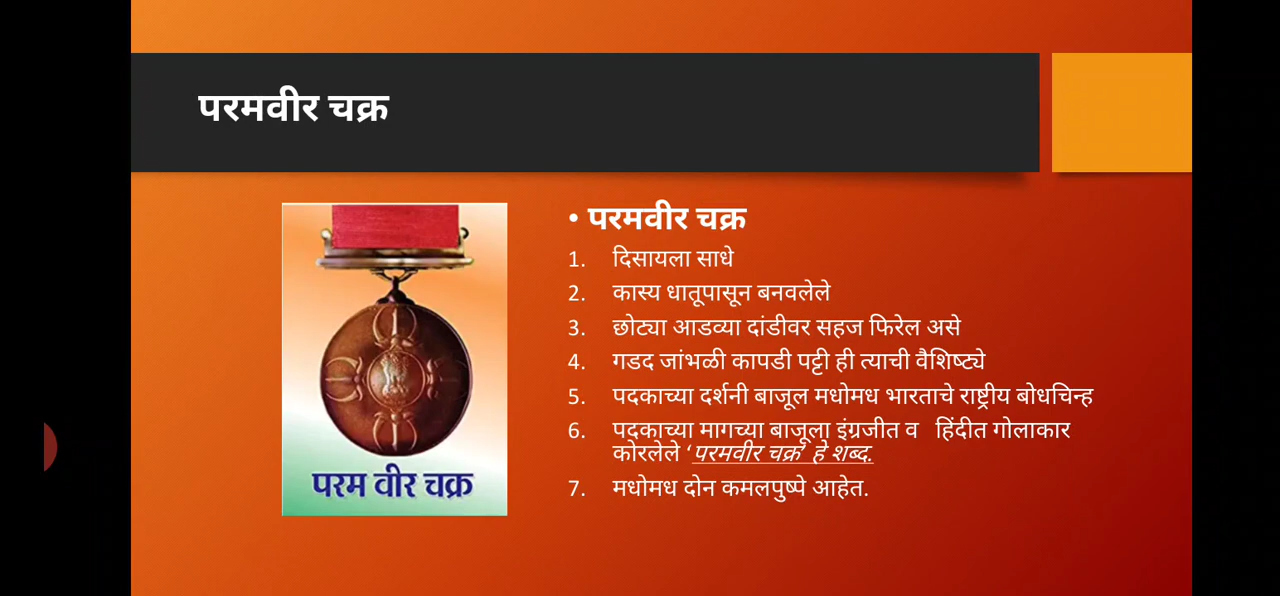 परमवीर चक्र
• परमवीर चक्र
1. दिसायला साधे
2. कास्य धातूपासून बनवलेले
3. छोट्या आडव्या दांडीवर सहज फिरेल असे
4. गडद जांभळी कापडी पट्टी ही त्याची वैशिष्ट्ये
5. पदकाच्या दर्शनी बाजूल मधोमध भारताचे राष्ट्रीय बोधचिन्ह
6. पदकाच्या मागच्या बाजूला इंग्रजीत व हिंदीत गोलाकार
कोरलेले ‘परमवीर चक्र’ हे शब्द.
7. मधोमध दोन कमलपुष्पे आहेत.
परम वीर चक्र